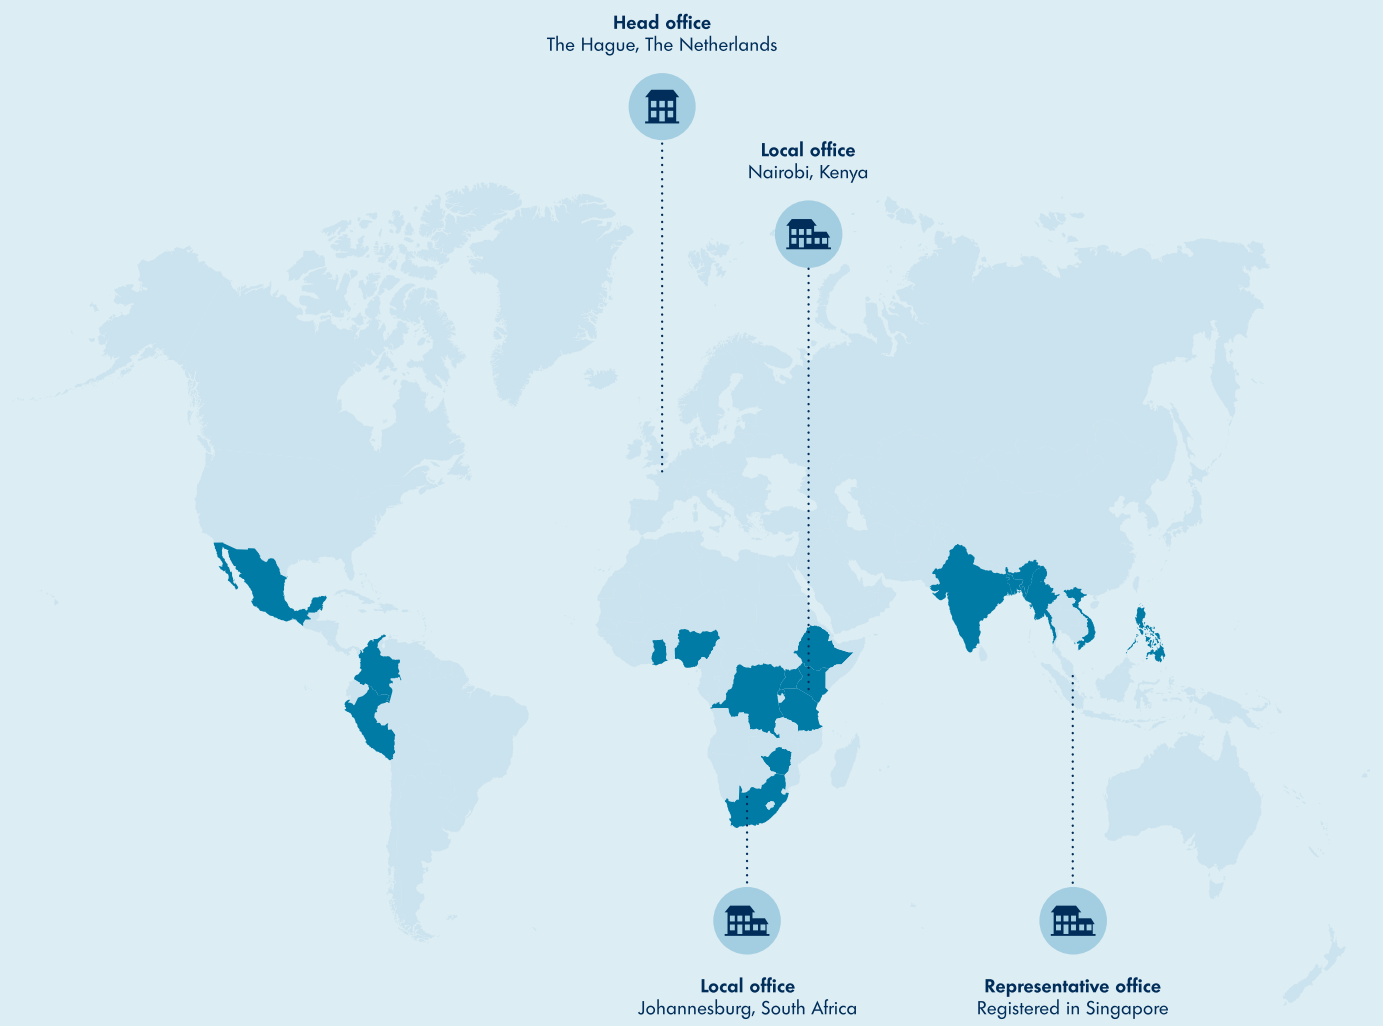 Head office
The Hague, The Netherlands
Local office
Nairobi, Kenya
Local office
Johannesburg, South Africa
Representative office
Registered in Singapore